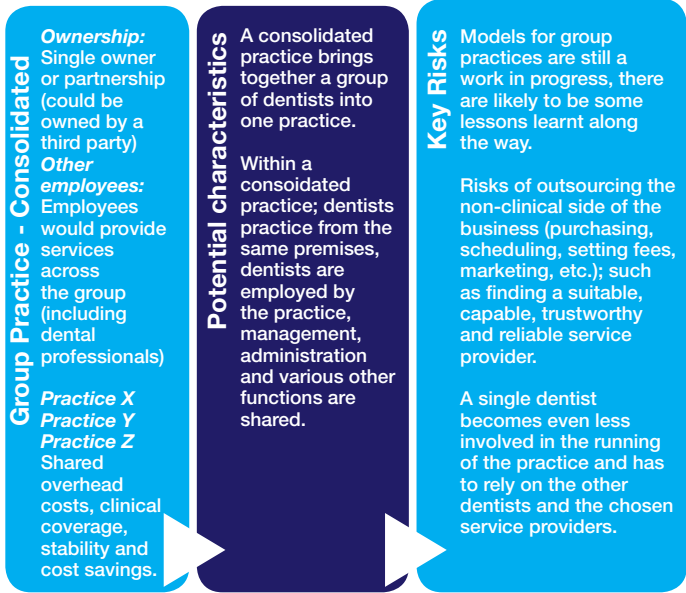 Group Practice - Consolidated
Ownership:
Single owner
or partnership
(could be
owned by a
third party)
Other
employees:
Employees
would provide
services
across
the group
(including
dental
professionals)
Practice X
Practice Y
Practice Z
Shared
overhead
costs, clinical
coverage,
stability and
cost savings.
Potential characteristics
A consolidated
practice brings
together a group
of dentists into
one practice.
Within a
consoidated
practice; dentists
practice from the
same premises,
dentists are
employed by
the practice,
management,
administration
and various other
functions are
shared.
Key Risks
Models for group
practices are still a
work in progress, there
are likely to be some
lessons learnt along
the way.
Risks of outsourcing the
non-clinical side of the
business (purchasing,
scheduling, setting fees,
marketing, etc.); such
as finding a suitable,
capable, trustworthy
and reliable service
provider.
A single dentist
becomes even less
involved in the running
of the practice and has
to rely on the other
dentists and the chosen
service providers.